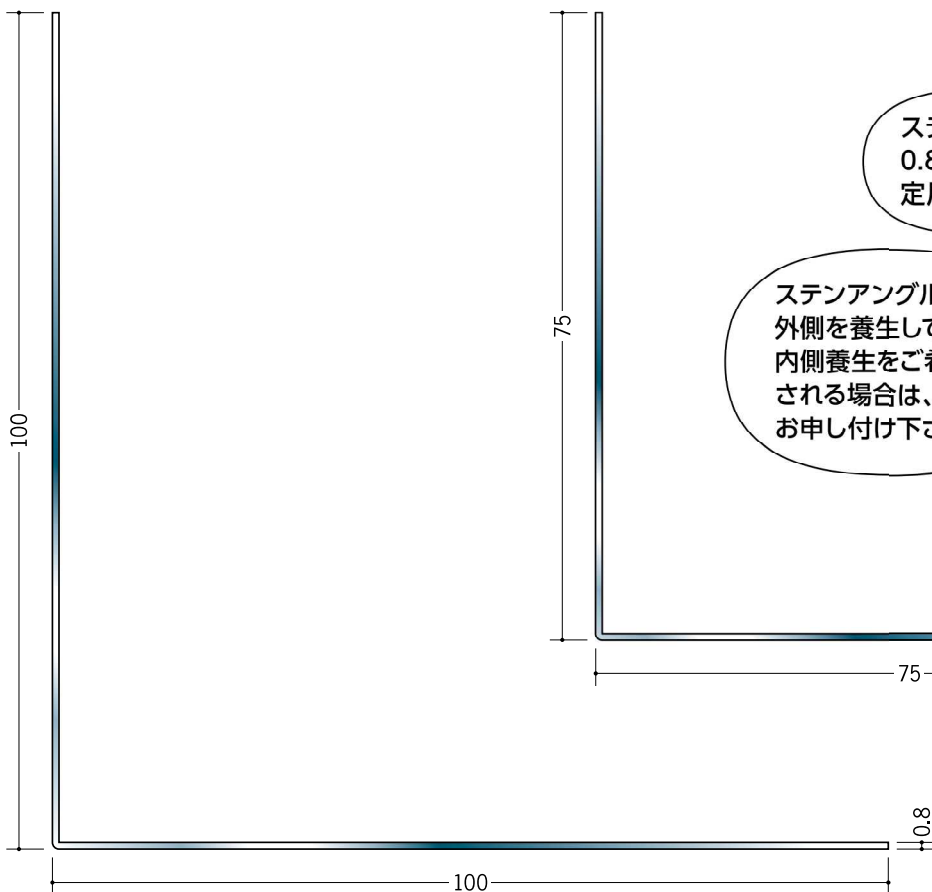 ステ
0.8
定尺
ステンアングル
外側を養生して
内側養生をご希
される場合は、
お申し付け下さ
100
75
75
0.8
100